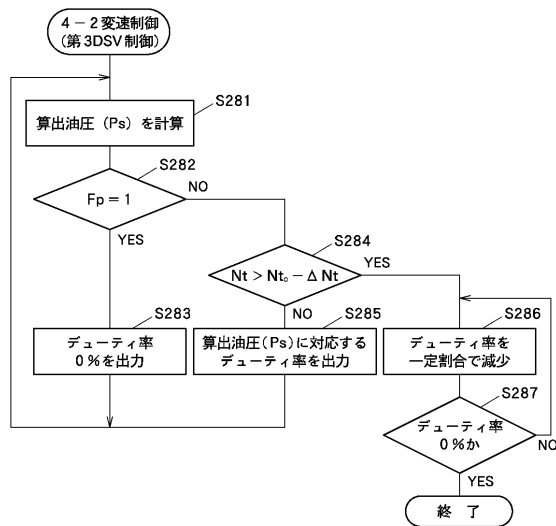 4－2変速制御
(第3DSV制御)
S281
算出油圧（Ps）を計算
S282
Fp＝1
NO
YES
S284
Nt＞Nt₀－ΔNt
YES
NO
S283
デューティ率
0％を出力
S285
算出油圧(Ps)に対応する
デューティ率を出力
S286
デューティ率を
一定割合で減少
S287
デューティ率
0％か
NO
YES
終 了